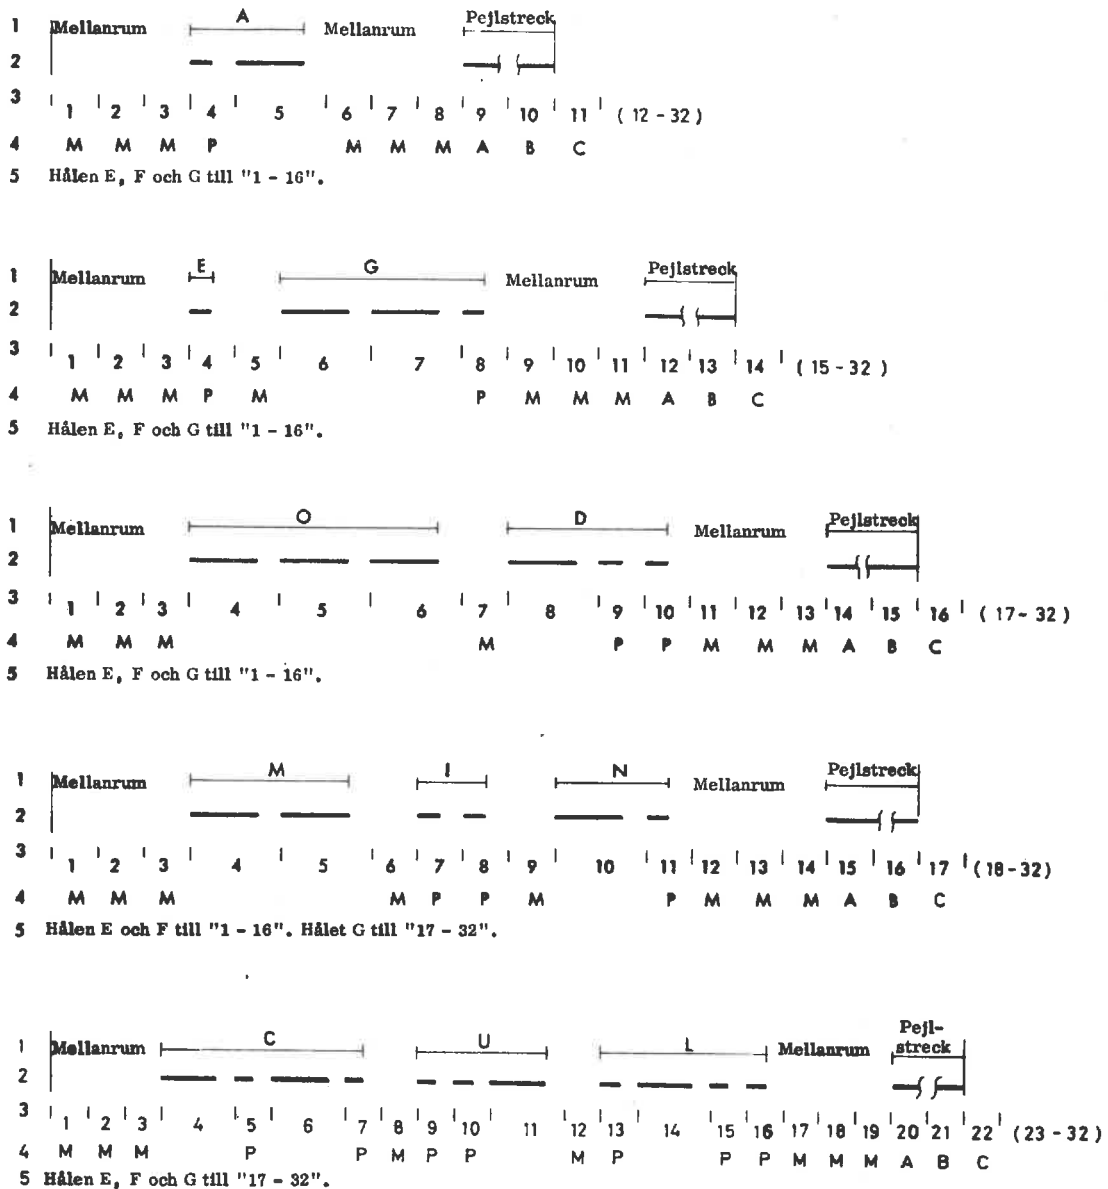 1 Mellanrum A Mellanrum Pejlstreck
2
3 1 2 3 4 5 6 7 8 9 10 11 (12-32)
4 M M M P M M M A B C
5 Hålen E, F och G till "1 - 16".
1 Mellanrum E G Mellanrum Pejlstreck
2
3 1 2 3 4 5 6 7 8 9 10 11 12 13 14 (15-32)
4 M M M P M P M M M A B C
5 Hålen E, F och G till "1 - 16".
1 Mellanrum O D Mellanrum Pejlstreck
2
3 1 2 3 4 5 6 7 8 9 10 11 12 13 14 15 16 (17-32)
4 M M M M P P M M M A B C
5 Hålen E, F och G till "1 - 16".
1 Mellanrum M I N Mellanrum Pejlstreck
2
3 1 2 3 4 5 6 7 8 9 10 11 12 13 14 15 16 17 (18-32)
4 M M M M P P M P M M M A B C
5 Hålen E och F till "1 - 16". Hålet G till "17 - 32".
1 Mellanrum C U L Mellanrum Pejl-
streck
2
3 1 2 3 4 5 6 7 8 9 10 11 12 13 14 15 16 17 18 19 20 21 22 (23-32)
4 M M M P P M P P M P P P M M M A B C
5 Hålen E, F och G till "17 - 32".